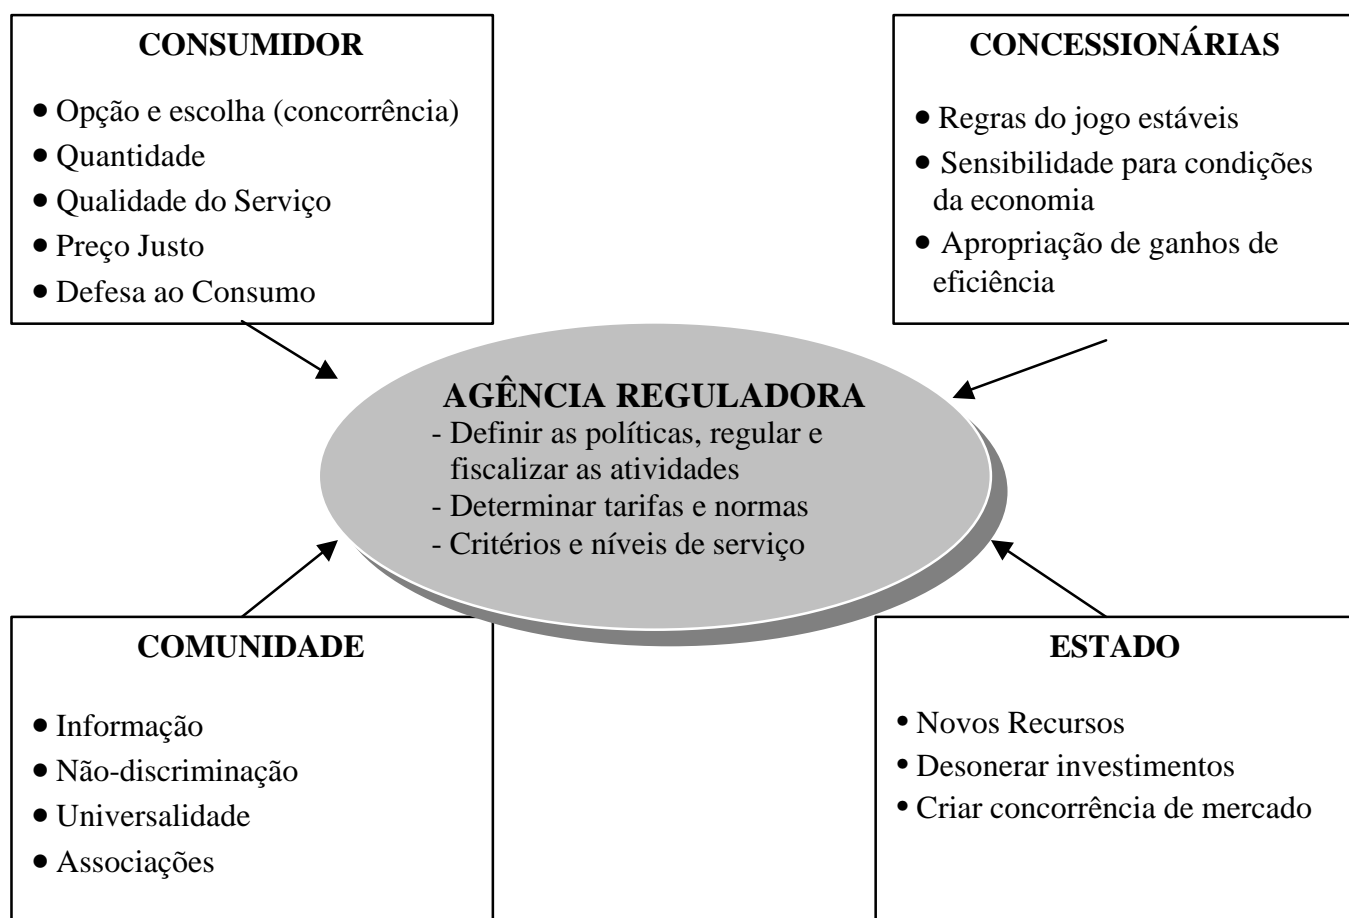 CONSUMIDOR
• Opção e escolha (concorrência)
• Quantidade
• Qualidade do Serviço
• Preço Justo
• Defesa ao Consumo
CONCESSIONÁRIAS
• Regras do jogo estáveis
• Sensibilidade para condições
da economia
• Apropriação de ganhos de
eficiência
AGÊNCIA REGULADORA
- Definir as políticas, regular e
fiscalizar as atividades
- Determinar tarifas e normas
- Critérios e níveis de serviço
COMUNIDADE
• Informação
• Não-discriminação
• Universalidade
• Associações
ESTADO
• Novos Recursos
• Desonerar investimentos
• Criar concorrência de mercado